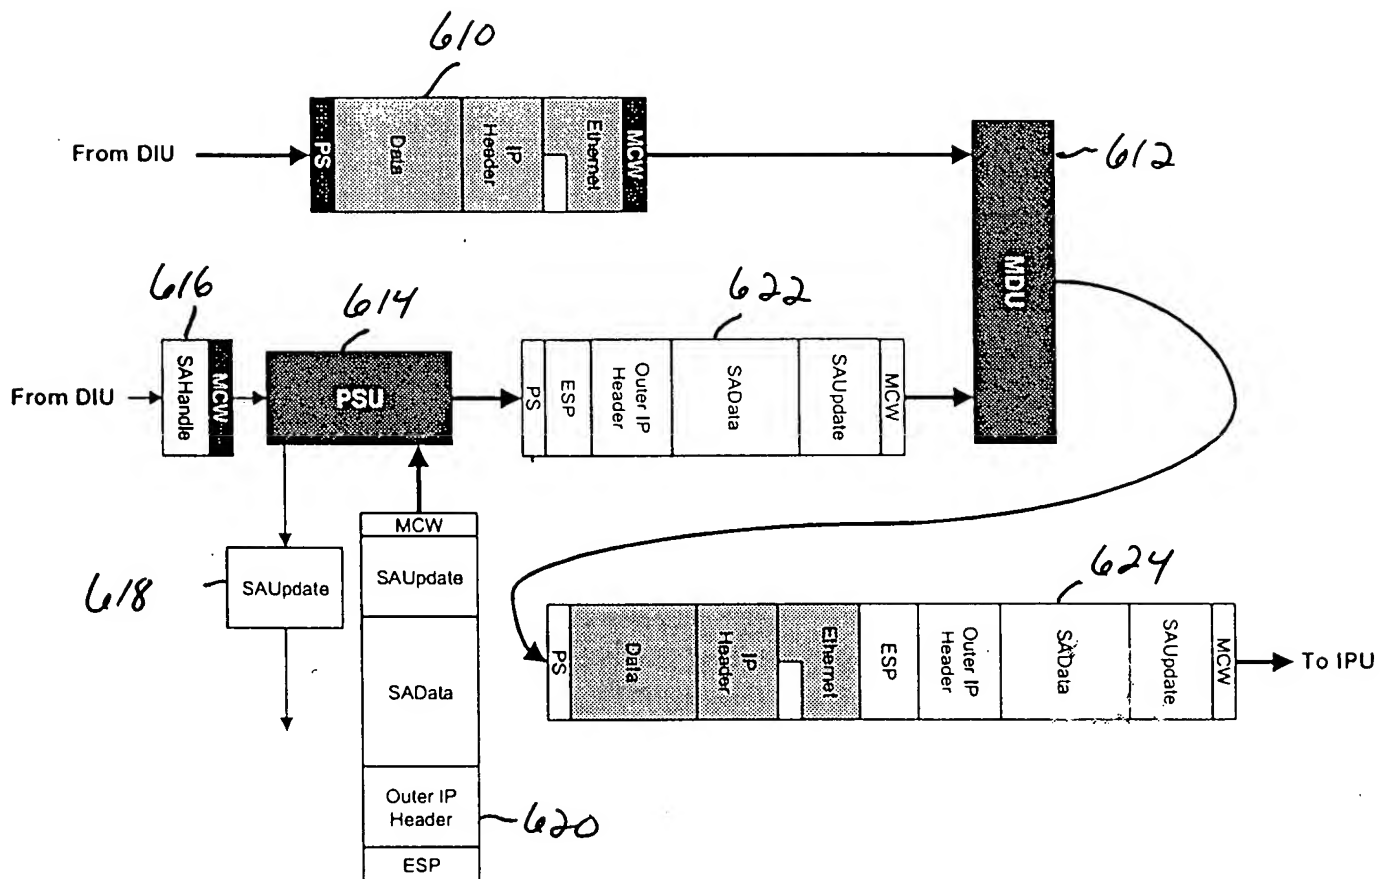 610
From DIU
PS
Data
IP
Header
Ethernet
MCW
612
MDU
616
614
622
From DIU
SAHandle
MCW
PSU
PS
ESP
Outer IP
Header
SAData
SAUpdate
MCW
618
SAUpdate
MCW
SAUpdate
SAData
Outer IP
Header
ESP
620
624
PS
Data
IP
Header
Ethernet
ESP
Outer IP
Header
SAData
SAUpdate
MCW
To IPU